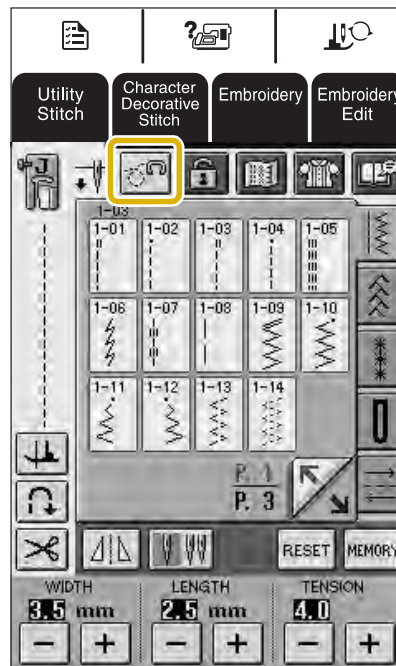 Utility
Stitch
Character
Decorative
Stitch
Embroidery
Embroidery
Edit
J
1-03
1-01 1-02 1-03 1-04 1-05
1-06 1-07 1-08 1-09 1-10
1-11 1-12 1-13 1-14
P. 1
P. 3
RESET MEMORY
WIDTH LENGTH TENSION
3.5 mm 2.5 mm 4.0
− + − + − +